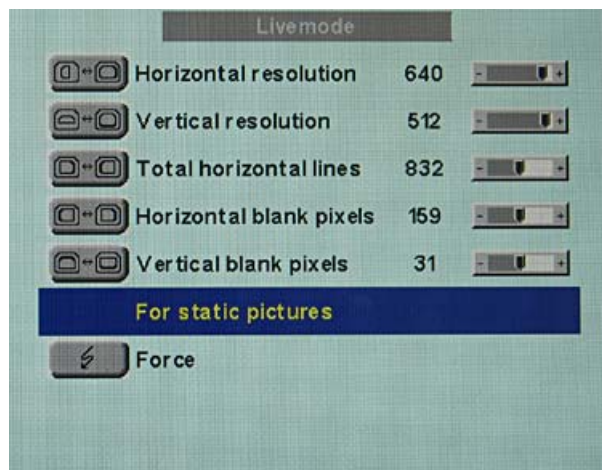 Livemode
Horizontal resolution 640 - +
Vertical resolution 512 - +
Total horizontal lines 832 - +
Horizontal blank pixels 159 - +
Vertical blank pixels 31 - +
For static pictures
Force